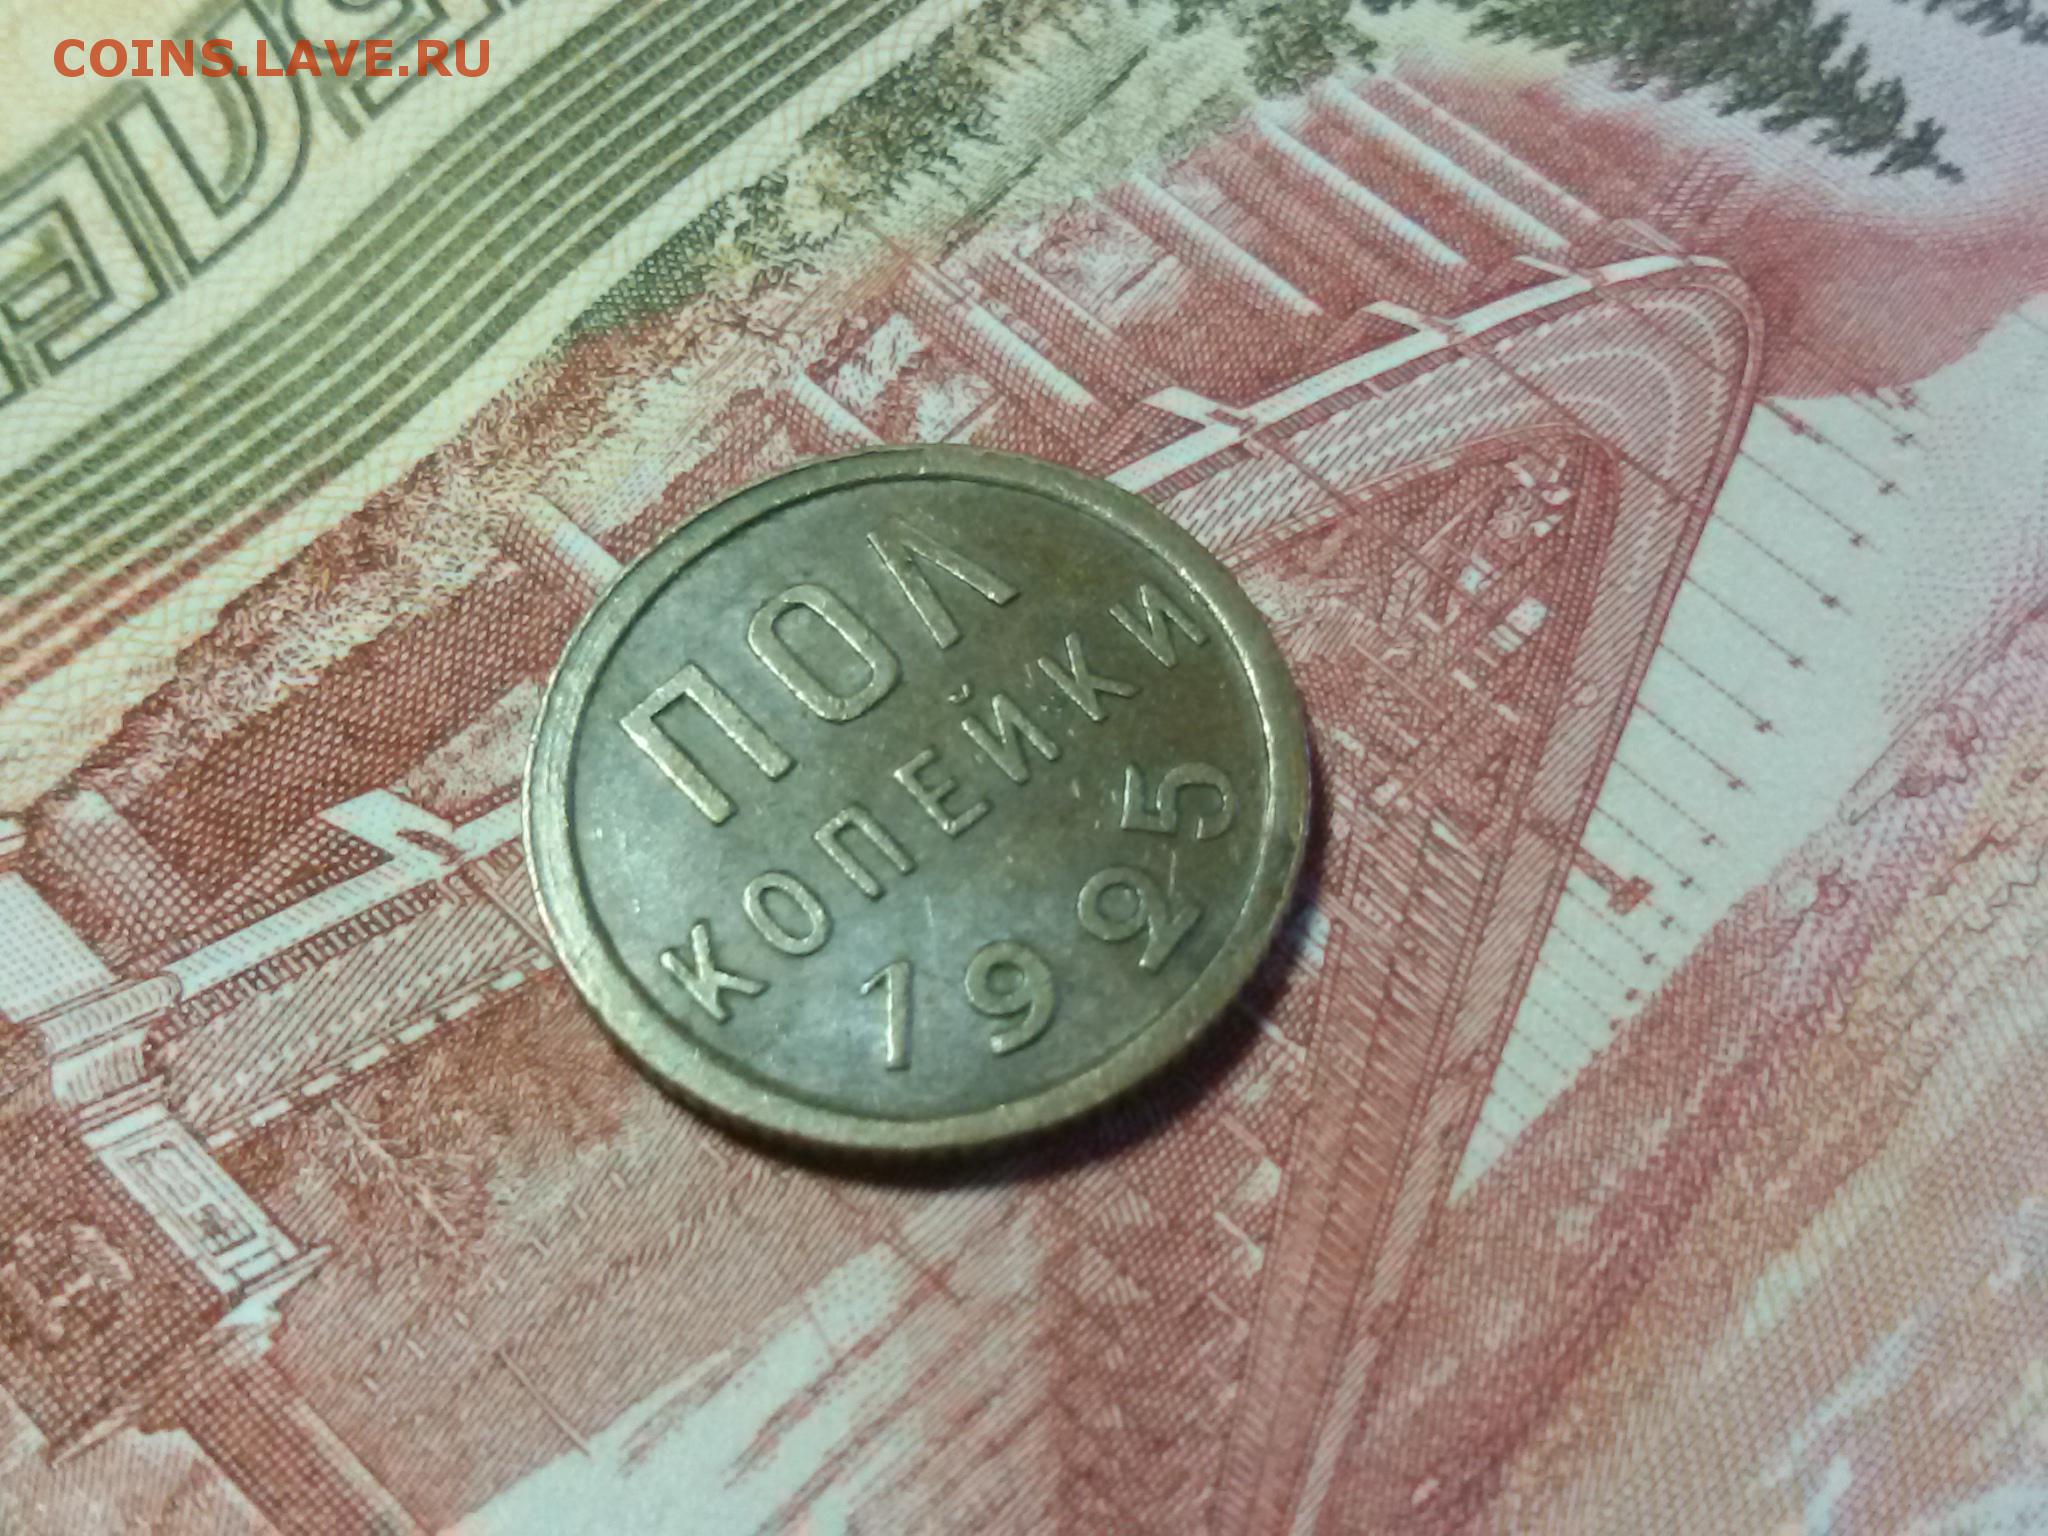 COINS.LAVE.RU
ПОЛ
КОПЕЙКИ
1925